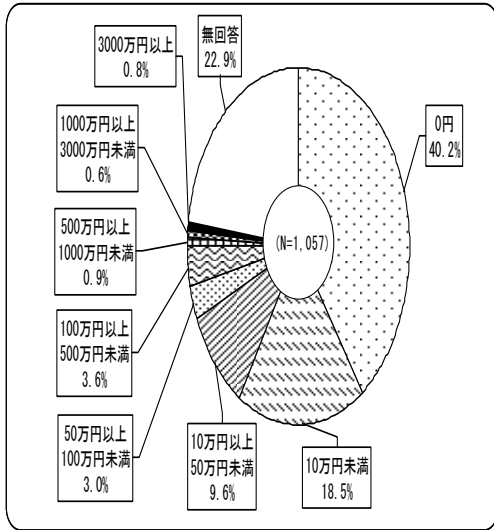 3000万円以上
0.8%
無回答
22.9%
0円
40.2%
1000万円以上
3000万円未満
0.6%
500万円以上
1000万円未満
0.9%
(N=1,057)
100万円以上
500万円未満
3.6%
50万円以上
100万円未満
3.0%
10万円以上
50万円未満
9.6%
10万円未満
18.5%